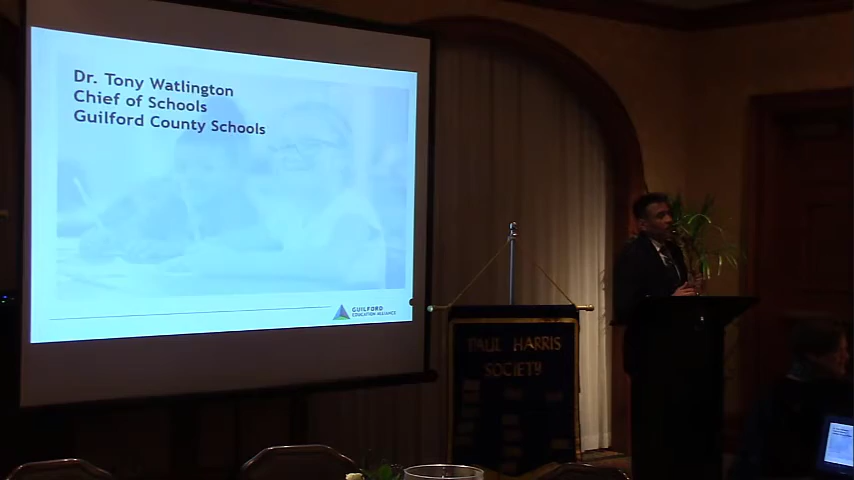 Dr. Tony Watlington
Chief of Schools
Guilford County Schools
GUILFORD
EDUCATION ALLIANCE
PAUL HARRIS
SOCIETY